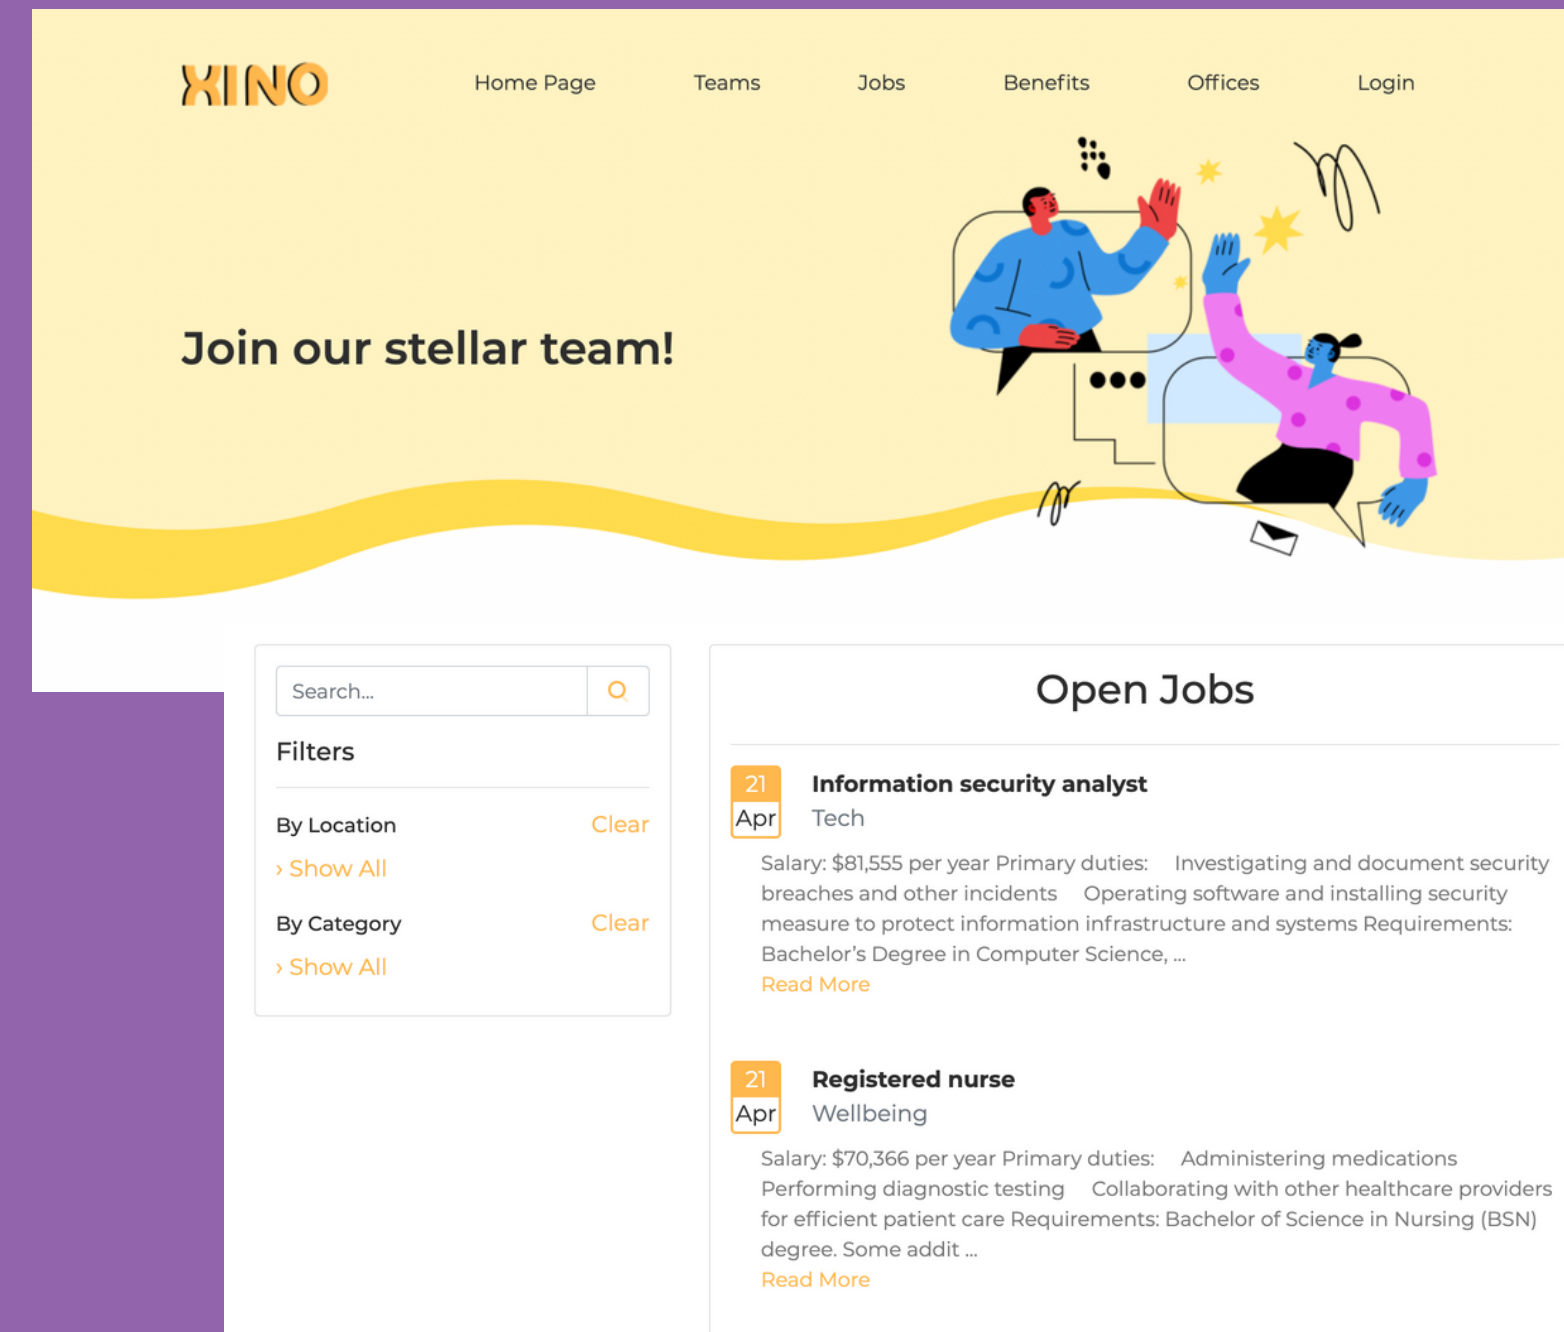 XINO
Home Page Teams Jobs Benefits Offices Login
Join our stellar team!
Search...
Filters
By Location Clear
› Show All
By Category Clear
› Show All
Open Jobs
21
Apr
Information security analyst
Tech
Salary: $81,555 per year Primary duties: Investigating and document security
breaches and other incidents Operating software and installing security
measure to protect information infrastructure and systems Requirements:
Bachelor’s Degree in Computer Science, ...
Read More
21
Apr
Registered nurse
Wellbeing
Salary: $70,366 per year Primary duties: Administering medications
Performing diagnostic testing Collaborating with other healthcare providers
for efficient patient care Requirements: Bachelor of Science in Nursing (BSN)
degree. Some addit ...
Read More